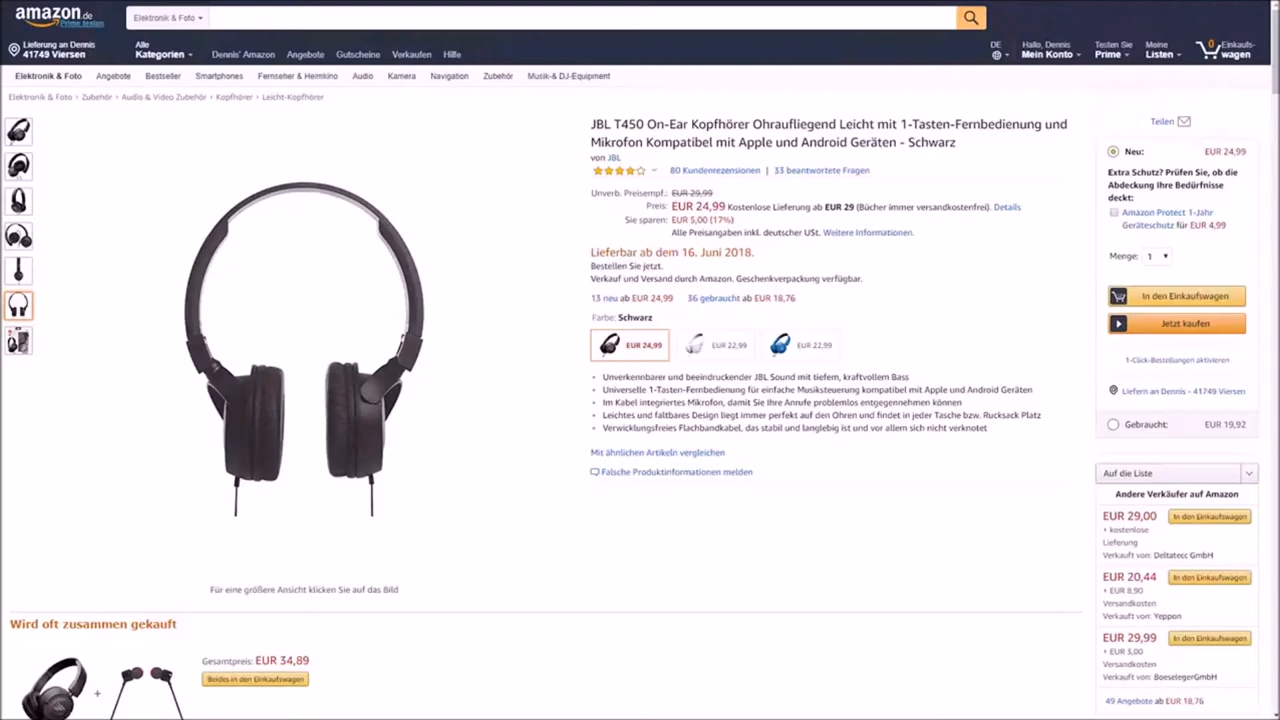 amazon.de
Prime testen
Elektronik & Foto
Lieferung an Dennis
41749 Viersen
Alle
Kategorien
Dennis' Amazon
Angebote
Gutscheine
Verkaufen
Hilfe
DE
Hallo, Dennis
Mein Konto
Testen Sie
Prime
Meine
Listen
0
Einkaufs-
wagen
Elektronik & Foto
Angebote
Bestseller
Smartphones
Fernseher & Heimkino
Audio
Kamera
Navigation
Zubehör
Musik-& DJ-Equipment
Elektronik & Foto › Zubehör › Audio & Video Zubehör › Kopfhörer › Leicht-Kopfhörer
JBL T450 On-Ear Kopfhörer Ohraufliegend Leicht mit 1-Tasten-Fernbedienung und
Mikrofon Kompatibel mit Apple und Android Geräten - Schwarz
von JBL
80 Kundenrezensionen | 33 beantwortete Fragen
Unverb. Preisempf.: EUR 29,99
Preis: EUR 24,99 Kostenlose Lieferung ab EUR 29 (Bücher immer versandkostenfrei). Details
Sie sparen: EUR 5,00 (17%)
Alle Preisangaben inkl. deutscher USt. Weitere Informationen.
Lieferbar ab dem 16. Juni 2018.
Bestellen Sie jetzt.
Verkauf und Versand durch Amazon. Geschenkverpackung verfügbar.
13 neu ab EUR 24,99 36 gebraucht ab EUR 18,76
Farbe: Schwarz
EUR 24,99
EUR 22,99
EUR 22,99
• Unverkennbarer und beeindruckender JBL Sound mit tiefem, kraftvollem Bass
• Universelle 1-Tasten-Fernbedienung für einfache Musiksteuerung kompatibel mit Apple und Android Geräten
• Im Kabel integriertes Mikrofon, damit Sie Ihre Anrufe problemlos entgegennehmen können
• Leichtes und faltbares Design liegt immer perfekt auf den Ohren und findet in jeder Tasche bzw. Rucksack Platz
• Verwicklungsfreies Flachbandkabel, das stabil und langlebig ist und vor allem sich nicht verknotet
Mit ähnlichen Artikeln vergleichen
Falsche Produktinformationen melden
Für eine größere Ansicht klicken Sie auf das Bild
Teilen
Neu: EUR 24,99
Extra Schutz? Prüfen Sie, ob die
Abdeckung Ihre Bedürfnisse
deckt:
Amazon Protect 1-Jahr
Geräteschutz für EUR 4,99
Menge: 1
In den Einkaufswagen
Jetzt kaufen
1-Click-Bestellungen aktivieren
Liefern an Dennis - 41749 Viersen
Gebraucht: EUR 19,92
Auf die Liste
Andere Verkäufer auf Amazon
EUR 29,00 In den Einkaufswagen
+ kostenlose
Lieferung
Verkauft von: Deltatecc GmbH
EUR 20,44 In den Einkaufswagen
+ EUR 8,90
Versandkosten
Verkauft von: Yeppon
EUR 29,99 In den Einkaufswagen
+ EUR 3,00
Versandkosten
Verkauft von: BoeselegerGmbH
49 Angebote ab EUR 18,76
Wird oft zusammen gekauft
Gesamtpreis: EUR 34,89
Beides in den Einkaufswagen